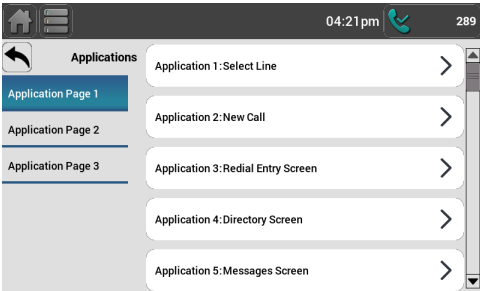 04:21pm 289
Applications
Application Page 1
Application Page 2
Application Page 3
Application 1:Select Line
Application 2:New Call
Application 3:Redial Entry Screen
Application 4:Directory Screen
Application 5:Messages Screen